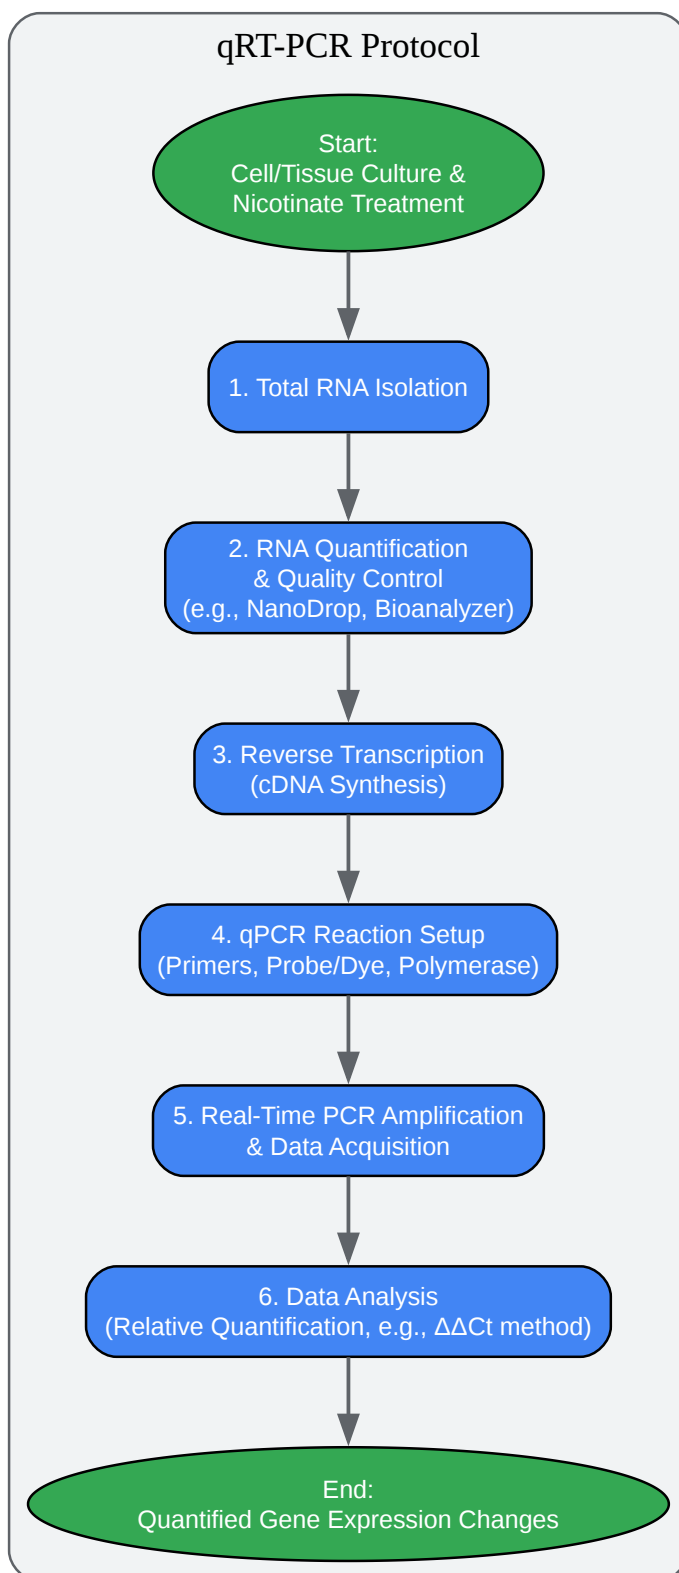 qRT-PCR Protocol
Start:
Cell/Tissue Culture &
Nicotinate Treatment
1. Total RNA Isolation
2. RNA Quantification
& Quality Control
(e.g., NanoDrop, Bioanalyzer)
3. Reverse Transcription
(cDNA Synthesis)
4. qPCR Reaction Setup
(Primers, Probe/Dye, Polymerase)
5. Real-Time PCR Amplification
& Data Acquisition
6. Data Analysis
(Relative Quantification, e.g., ΔΔCt method)
End:
Quantified Gene Expression Changes